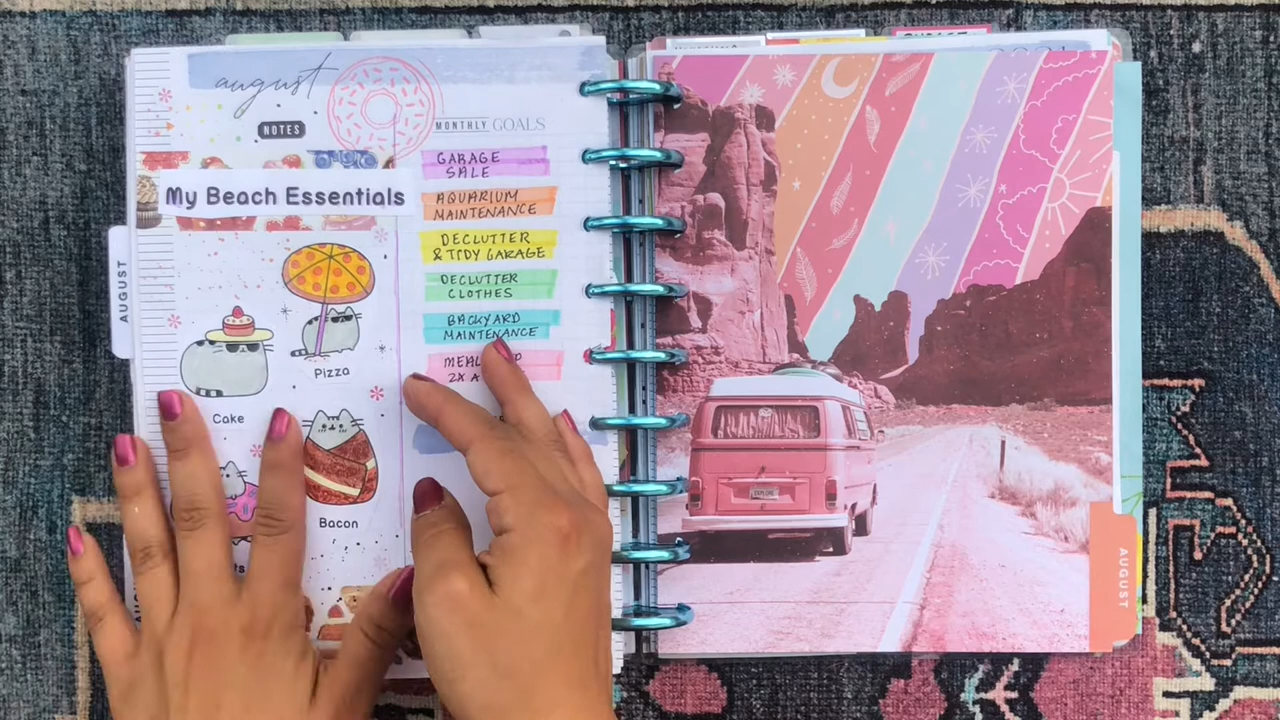 august
NOTES
MONTHLY GOALS
My Beach Essentials
GARAGE
SALE
AQUARIUM
MAINTENANCE
DECLUTTER
& TIDY GARAGE
DECLUTTER
CLOTHES
BACKYARD
MAINTENANCE
2X A
Pizza
Cake
Bacon
AUGUST
EXPLORE
AUGUST